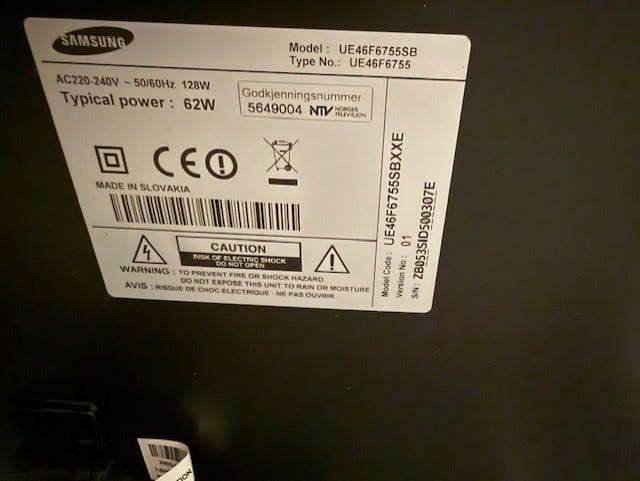 SAMSUNG
Model : UE46F6755SB
Type No.: UE46F6755
AC220-240V ~ 50/60Hz 128W
Typical power : 62W
Godkjenningsnummer
5649004 NTV NORGES
TELEVISJON
CE
MADE IN SLOVAKIA
CAUTION
RISK OF ELECTRIC SHOCK
DO NOT OPEN
WARNING : TO PREVENT FIRE OR SHOCK HAZARD
DO NOT EXPOSE THIS UNIT TO RAIN OR MOISTURE
AVIS : RISQUE DE CHOC ELECTRIQUE - NE PAS OUVRIR
Model Code : UE46F6755SBXXE
Version No : 01
S/N : ZB053SID500307E